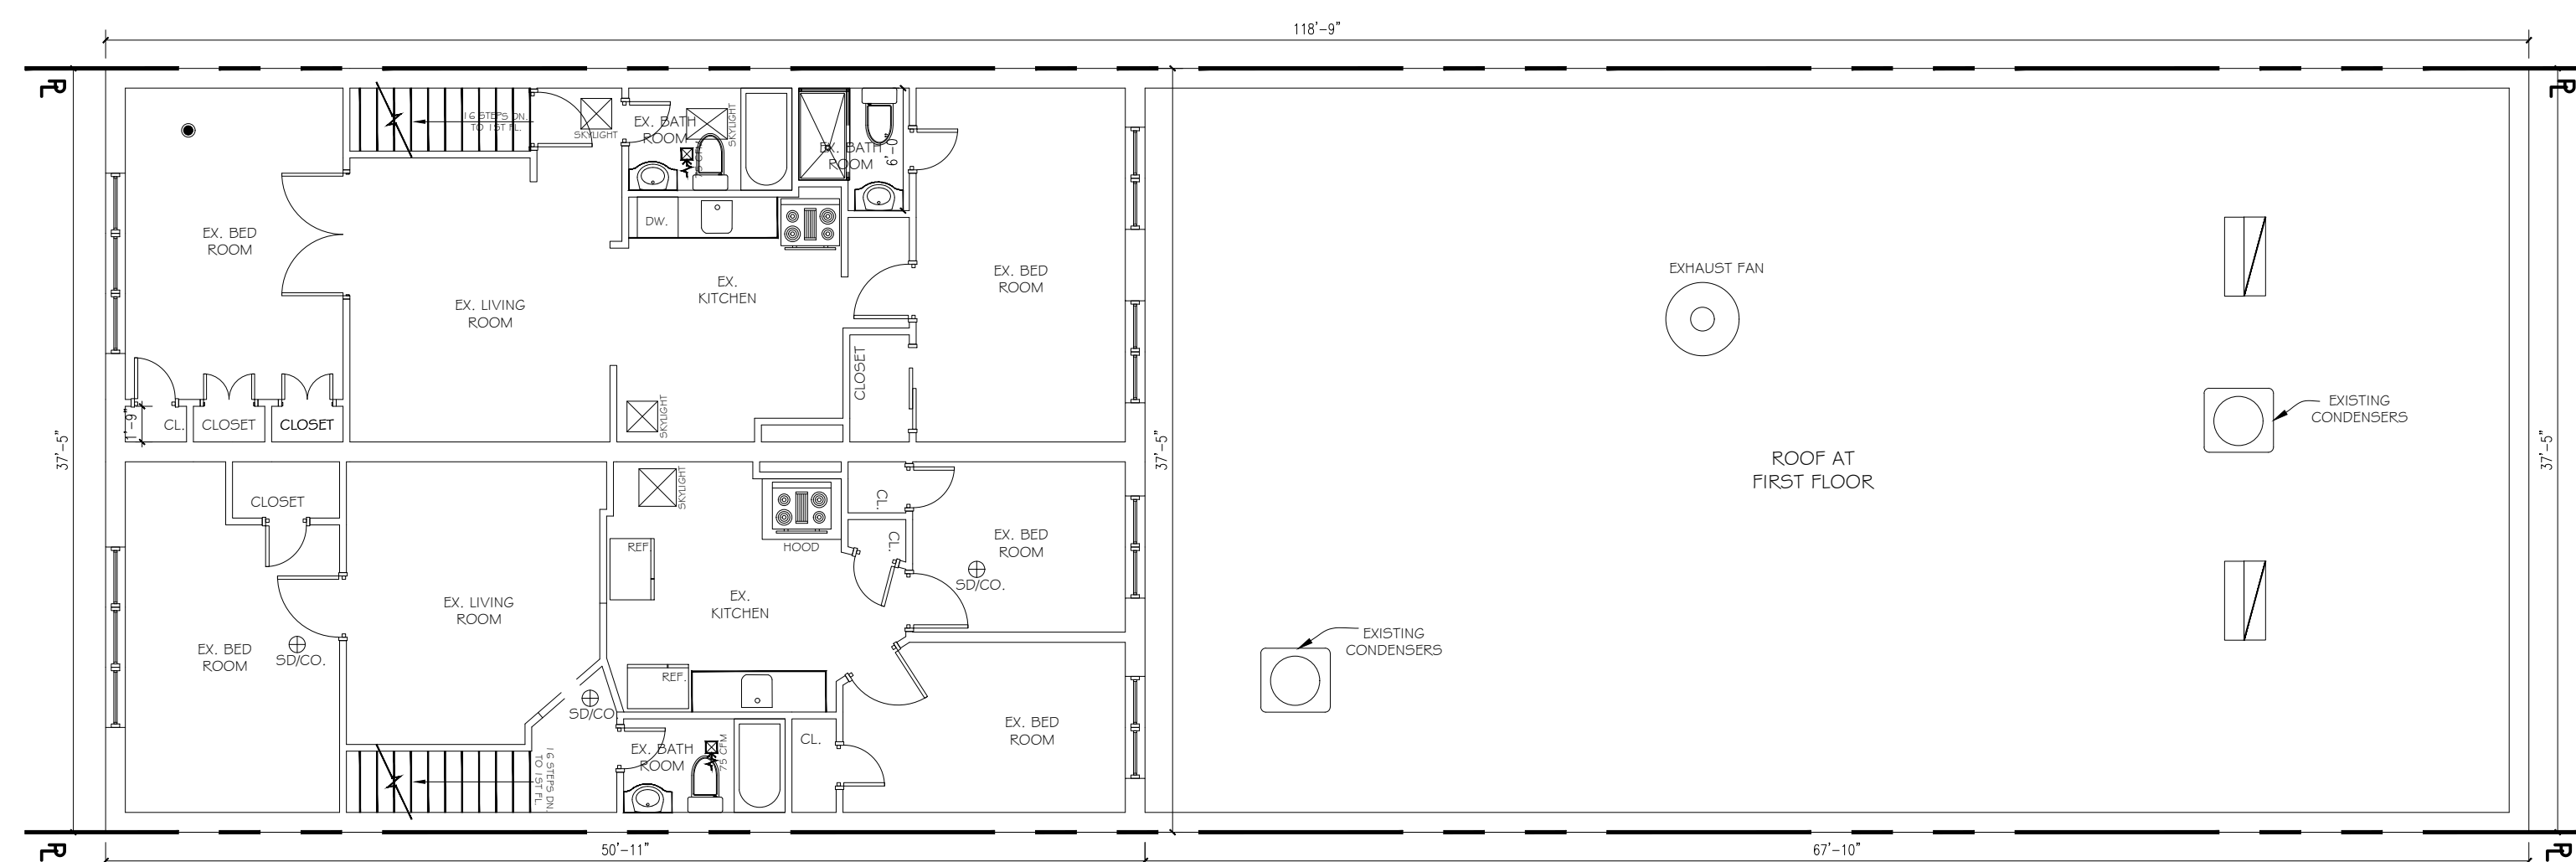 118'-9"
PL
PL
16 STEPS DN.
TO 1ST FL.
SKYLIGHT
EX. BATH
ROOM
SKYLIGHT
75 CFM
EX. BATH
ROOM
6'-0"
DW.
EX. BED
ROOM
EX. LIVING
ROOM
EX.
KITCHEN
EX. BED
ROOM
EXHAUST FAN
CLOSET
1'-9"
CL.
CLOSET
CLOSET
SKYLIGHT
EXISTING
CONDENSERS
37'-5"
37'-5"
37'-5"
ROOF AT
FIRST FLOOR
CLOSET
SKYLIGHT
CL.
REF.
HOOD
CL.
EX. BED
ROOM
SD/CO.
EX. LIVING
ROOM
EX.
KITCHEN
EX. BED
ROOM
SD/CO.
EXISTING
CONDENSERS
REF.
SD/CO
EX. BED
ROOM
16 STEPS DN.
TO 1ST FL.
EX. BATH
ROOM
75 CFM
CL.
PL
50'-11"
67'-10"
PL